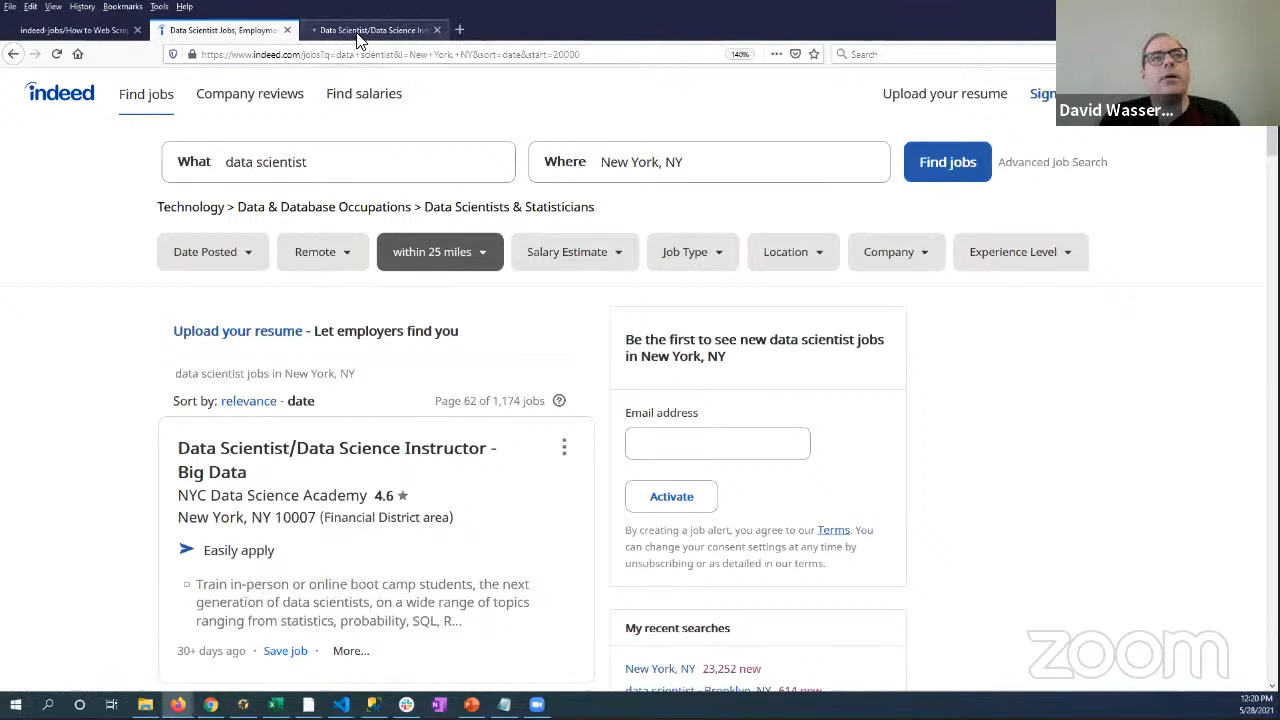 File Edit View History Bookmarks Tools Help
indeed-jobs/How to Web Scra
Data Scientist Jobs, Employme
Data Scientist/Data Science Inst
https://www.indeed.com/jobs?q=data+scientist&l=New+York,+NY&sort=date&start=20000
140%
Search
indeed
Find jobs
Company reviews
Find salaries
Upload your resume
Sign
David Wasser...
What data scientist
Where New York, NY
Find jobs
Advanced Job Search
Technology > Data & Database Occupations > Data Scientists & Statisticians
Date Posted
Remote
within 25 miles
Salary Estimate
Job Type
Location
Company
Experience Level
Upload your resume - Let employers find you
data scientist jobs in New York, NY
Sort by: relevance - date
Page 62 of 1,174 jobs
Data Scientist/Data Science Instructor -
Big Data
NYC Data Science Academy 4.6
New York, NY 10007 (Financial District area)
Easily apply
Train in-person or online boot camp students, the next
generation of data scientists, on a wide range of topics
ranging from statistics, probability, SQL, R...
30+ days ago · Save job · More...
Be the first to see new data scientist jobs
in New York, NY
Email address
Activate
By creating a job alert, you agree to our Terms. You
can change your consent settings at any time by
unsubscribing or as detailed in our terms.
My recent searches
New York, NY 23,252 new
data scientist - Brooklyn, NY 614 new
zoom
12:20 PM
5/28/2021